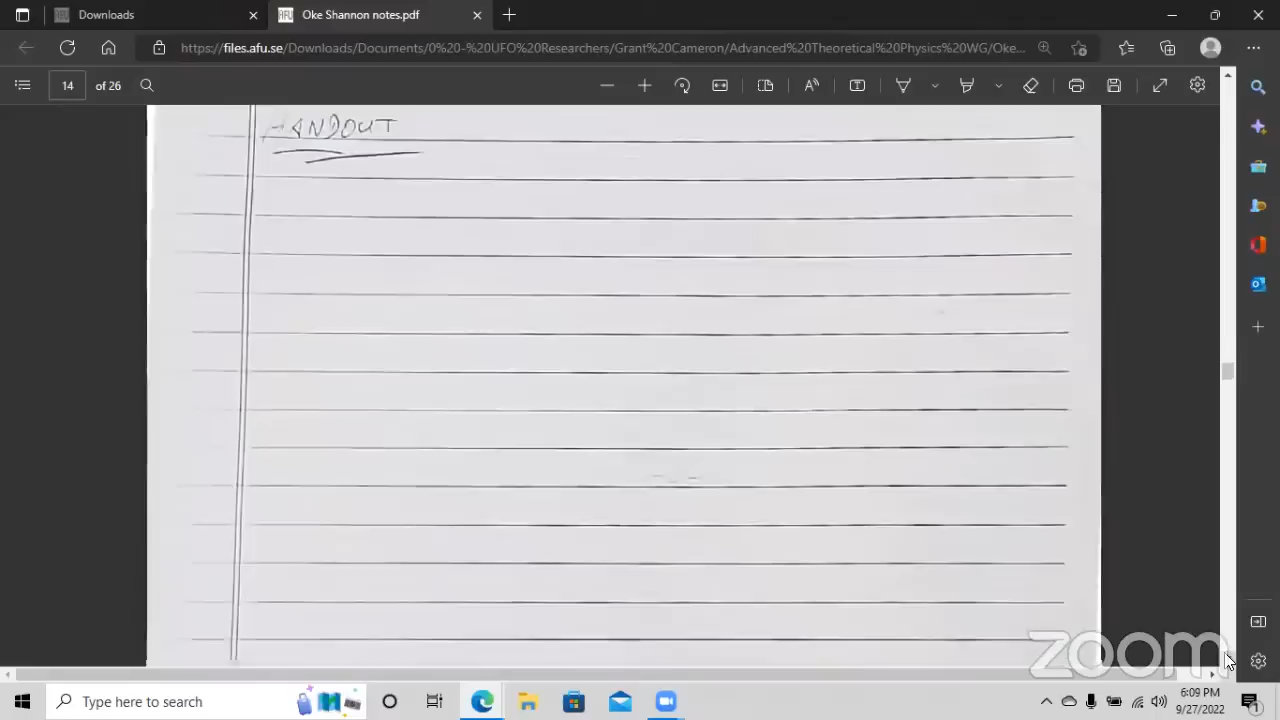 Downloads
Oke Shannon notes.pdf
https://files.afu.se/Downloads/Documents/0%20-%20UFO%20Researchers/Grant%20Cameron/Advanced%20Theoretical%20Physics%20WG/Oke...
14 of 26
HANDOUT
zoom
Type here to search
6:09 PM
9/27/2022